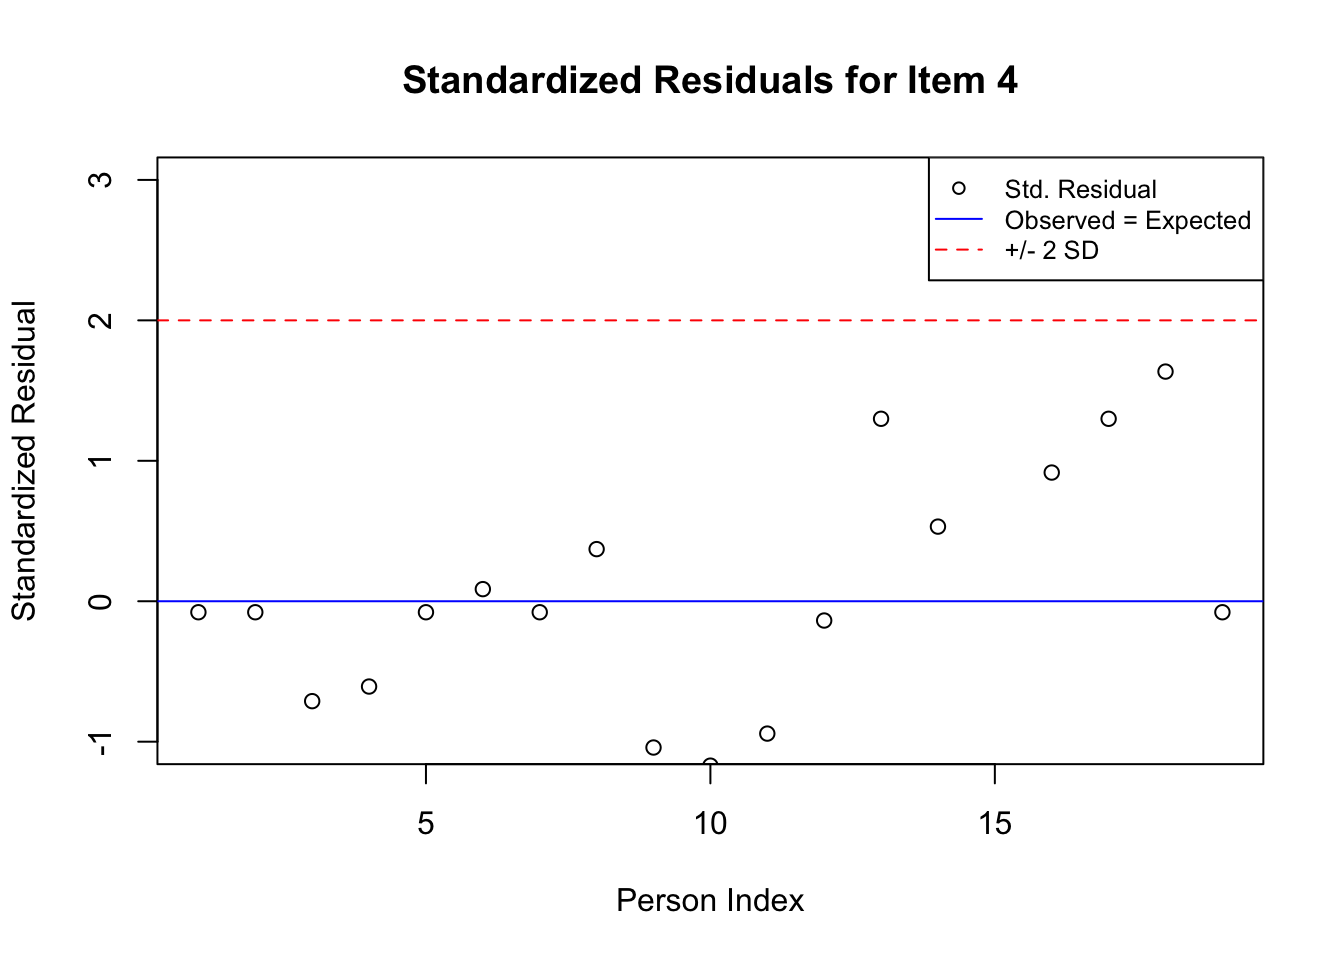 Standardized Residuals for Item 4
Std. Residual
Observed = Expected
+/- 2 SD
3
2
1
0
-1
Standardized Residual
5 10 15
Person Index